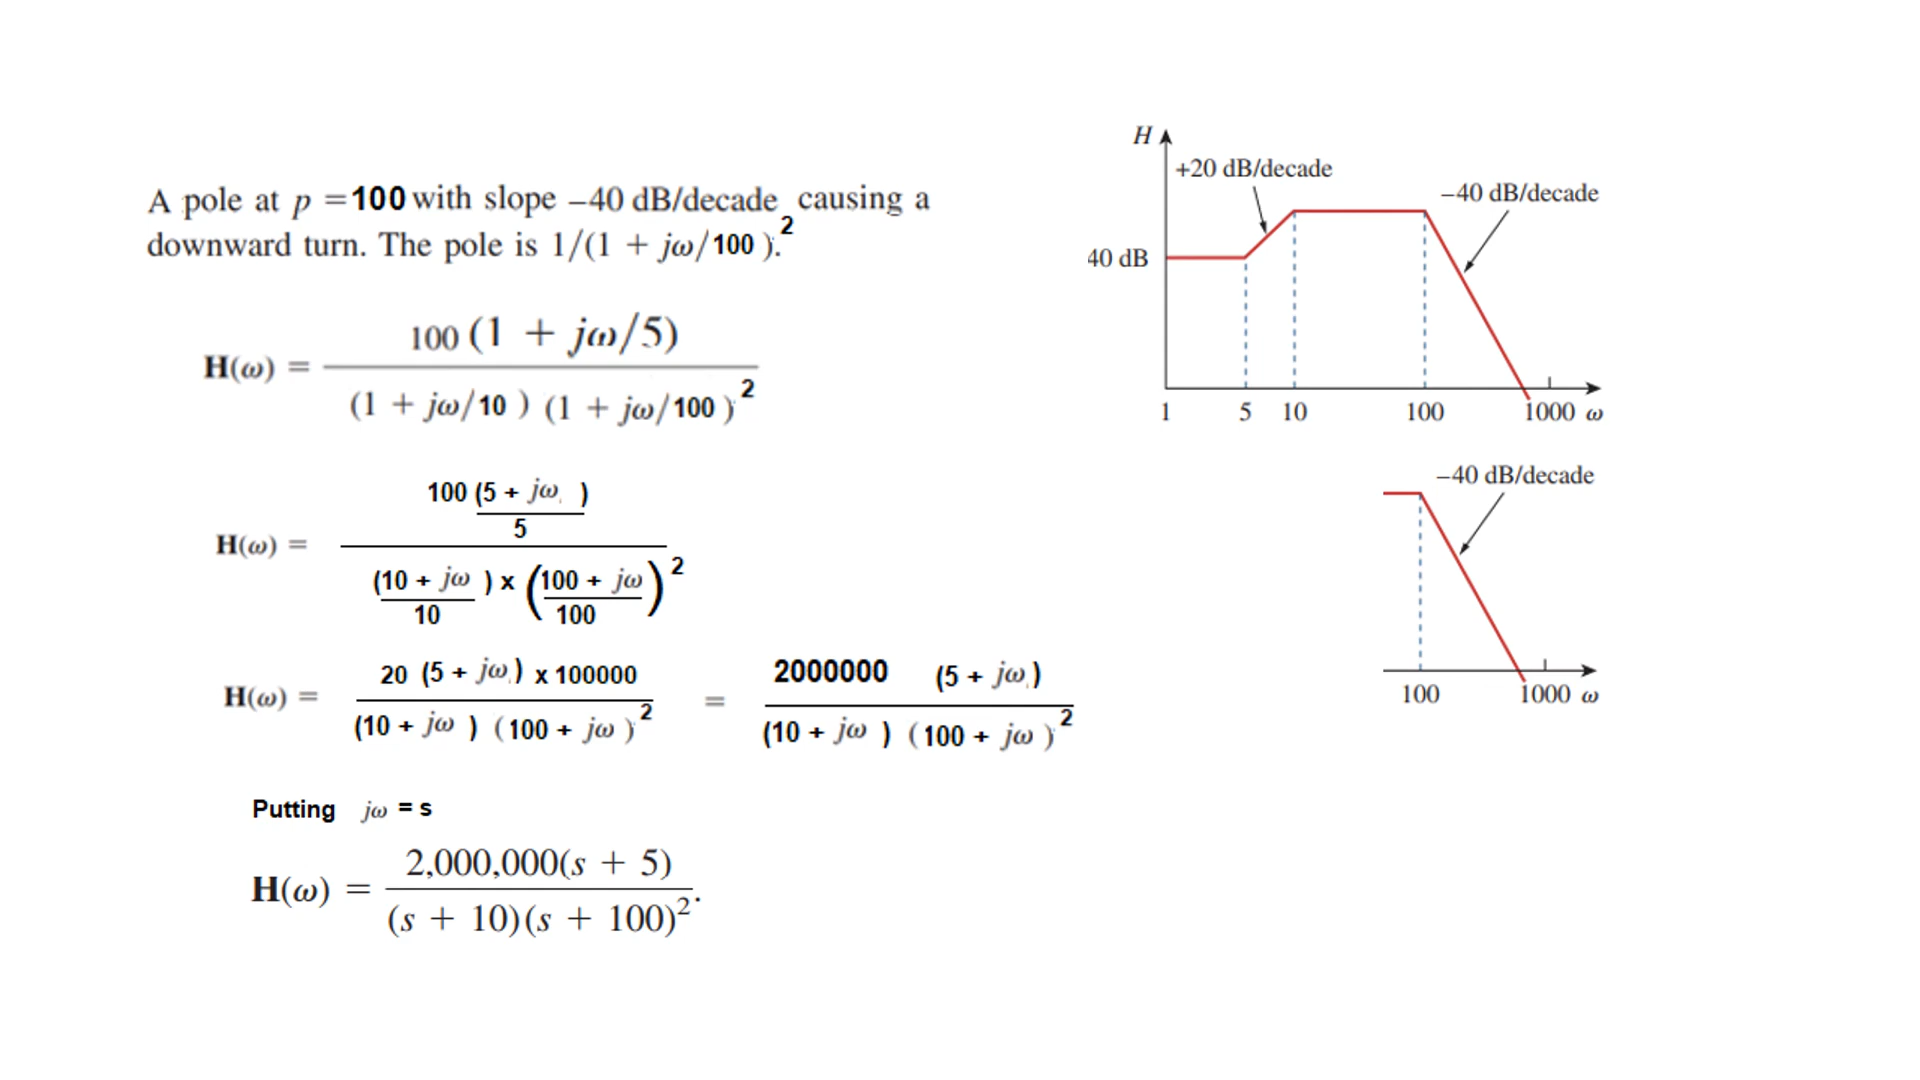 A pole at p = 100 with slope −40 dB/decade causing a
downward turn. The pole is 1/(1 + jω/100 ).²
H(ω) = 100 (1 + jω/5) / (1 + jω/10 ) (1 + jω/100 )²
H(ω) = 100 (5 + jω ) / 5
(10 + jω ) / 10 x (100 + jω / 100)²
H(ω) = 20 (5 + jω ) x 100000 / (10 + jω ) ( 100 + jω )² = 2000000 (5 + jω ) / (10 + jω ) ( 100 + jω )²
Putting jω = s
H(ω) = 2,000,000(s + 5) / (s + 10)(s + 100)².
H
+20 dB/decade
−40 dB/decade
40 dB
1 5 10 100 1000 ω
−40 dB/decade
100 1000 ω